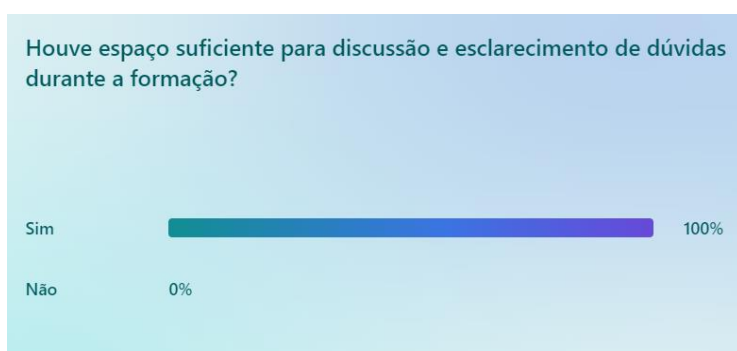 Houve espaço suficiente para discussão e esclarecimento de dúvidas
durante a formação?
Sim 100%
Não 0%